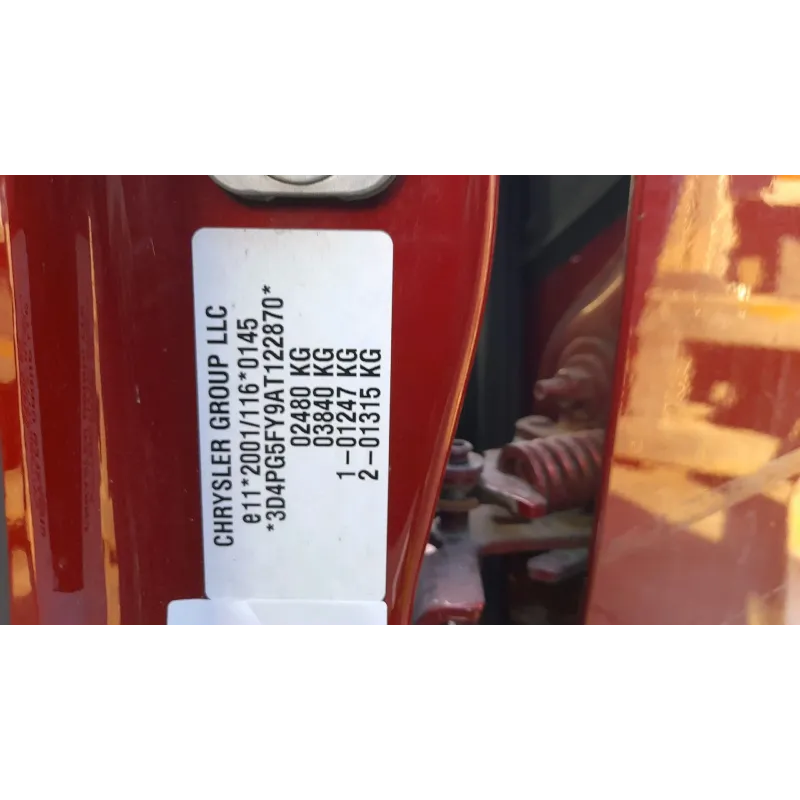 CHRYSLER GROUP LLC
e11*2001/116*0145
*3D4PG5FY9AT122870*
02480 KG
03840 KG
1-01247 KG
2-01315 KG